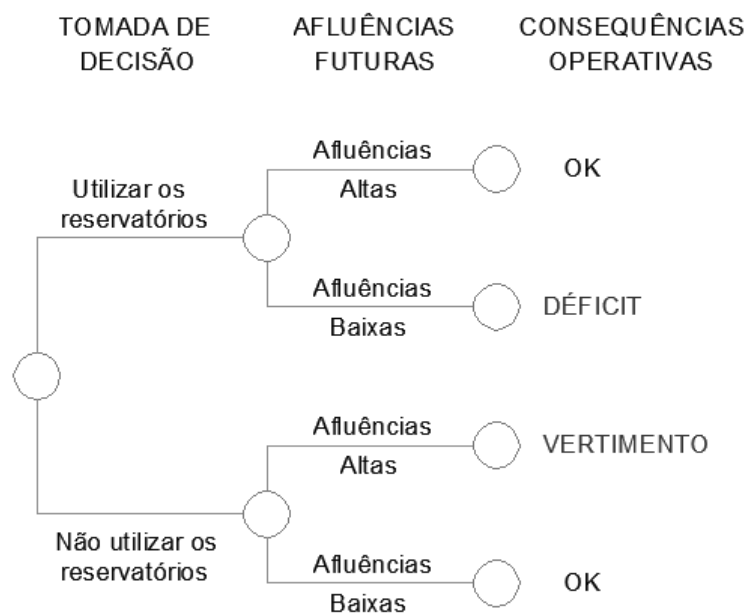 TOMADA DE
DECISÃO
AFLUÊNCIAS
FUTURAS
CONSEQUÊNCIAS
OPERATIVAS
Afluências
Altas
OK
Utilizar os
reservatórios
Afluências
Baixas
DÉFICIT
Afluências
Altas
VERTIMENTO
Não utilizar os
reservatórios
Afluências
Baixas
OK